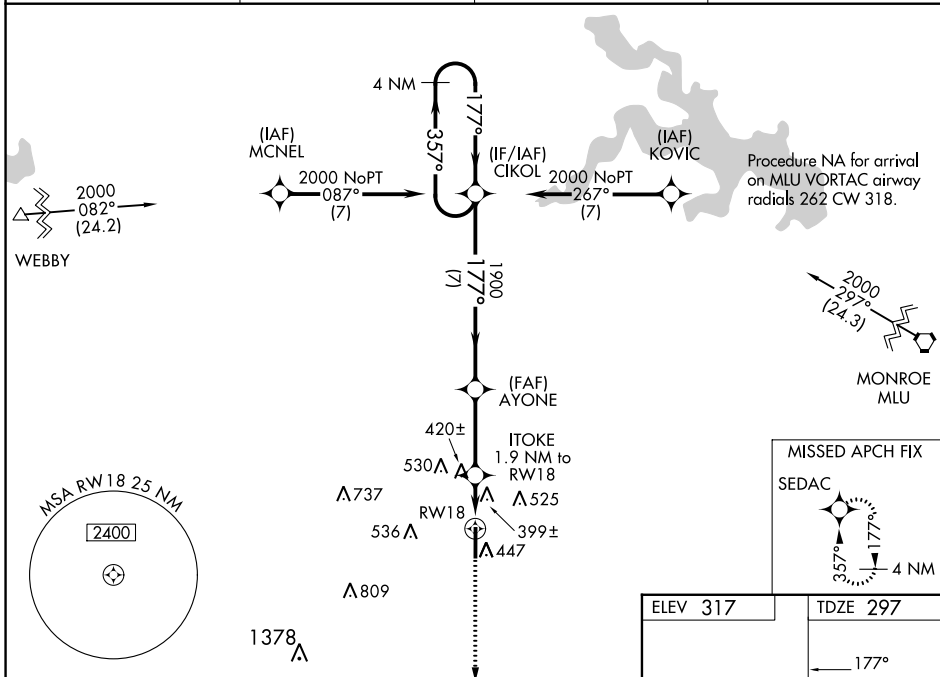 4 NM
177°
357°
(IAF)
MCNEL
2000 NoPT
087°
(7)
(IF/IAF)
CIKOL
2000 NoPT
267°
(7)
(IAF)
KOVIC
Procedure NA for arrival
on MLU VORTAC airway
radials 262 CW 318.
2000
082°
(24.2)
WEBBY
1900
177°
(7)
2000
297°
(24.3)
MONROE
MLU
(FAF)
AYONE
420±
ITOKE
1.9 NM to
RW18
530
737
525
RW18
536
399±
447
809
1378
MSA RW18 25 NM
2400
MISSED APCH FIX
SEDAC
357°
177°
4 NM
ELEV 317
TDZE 297
177°